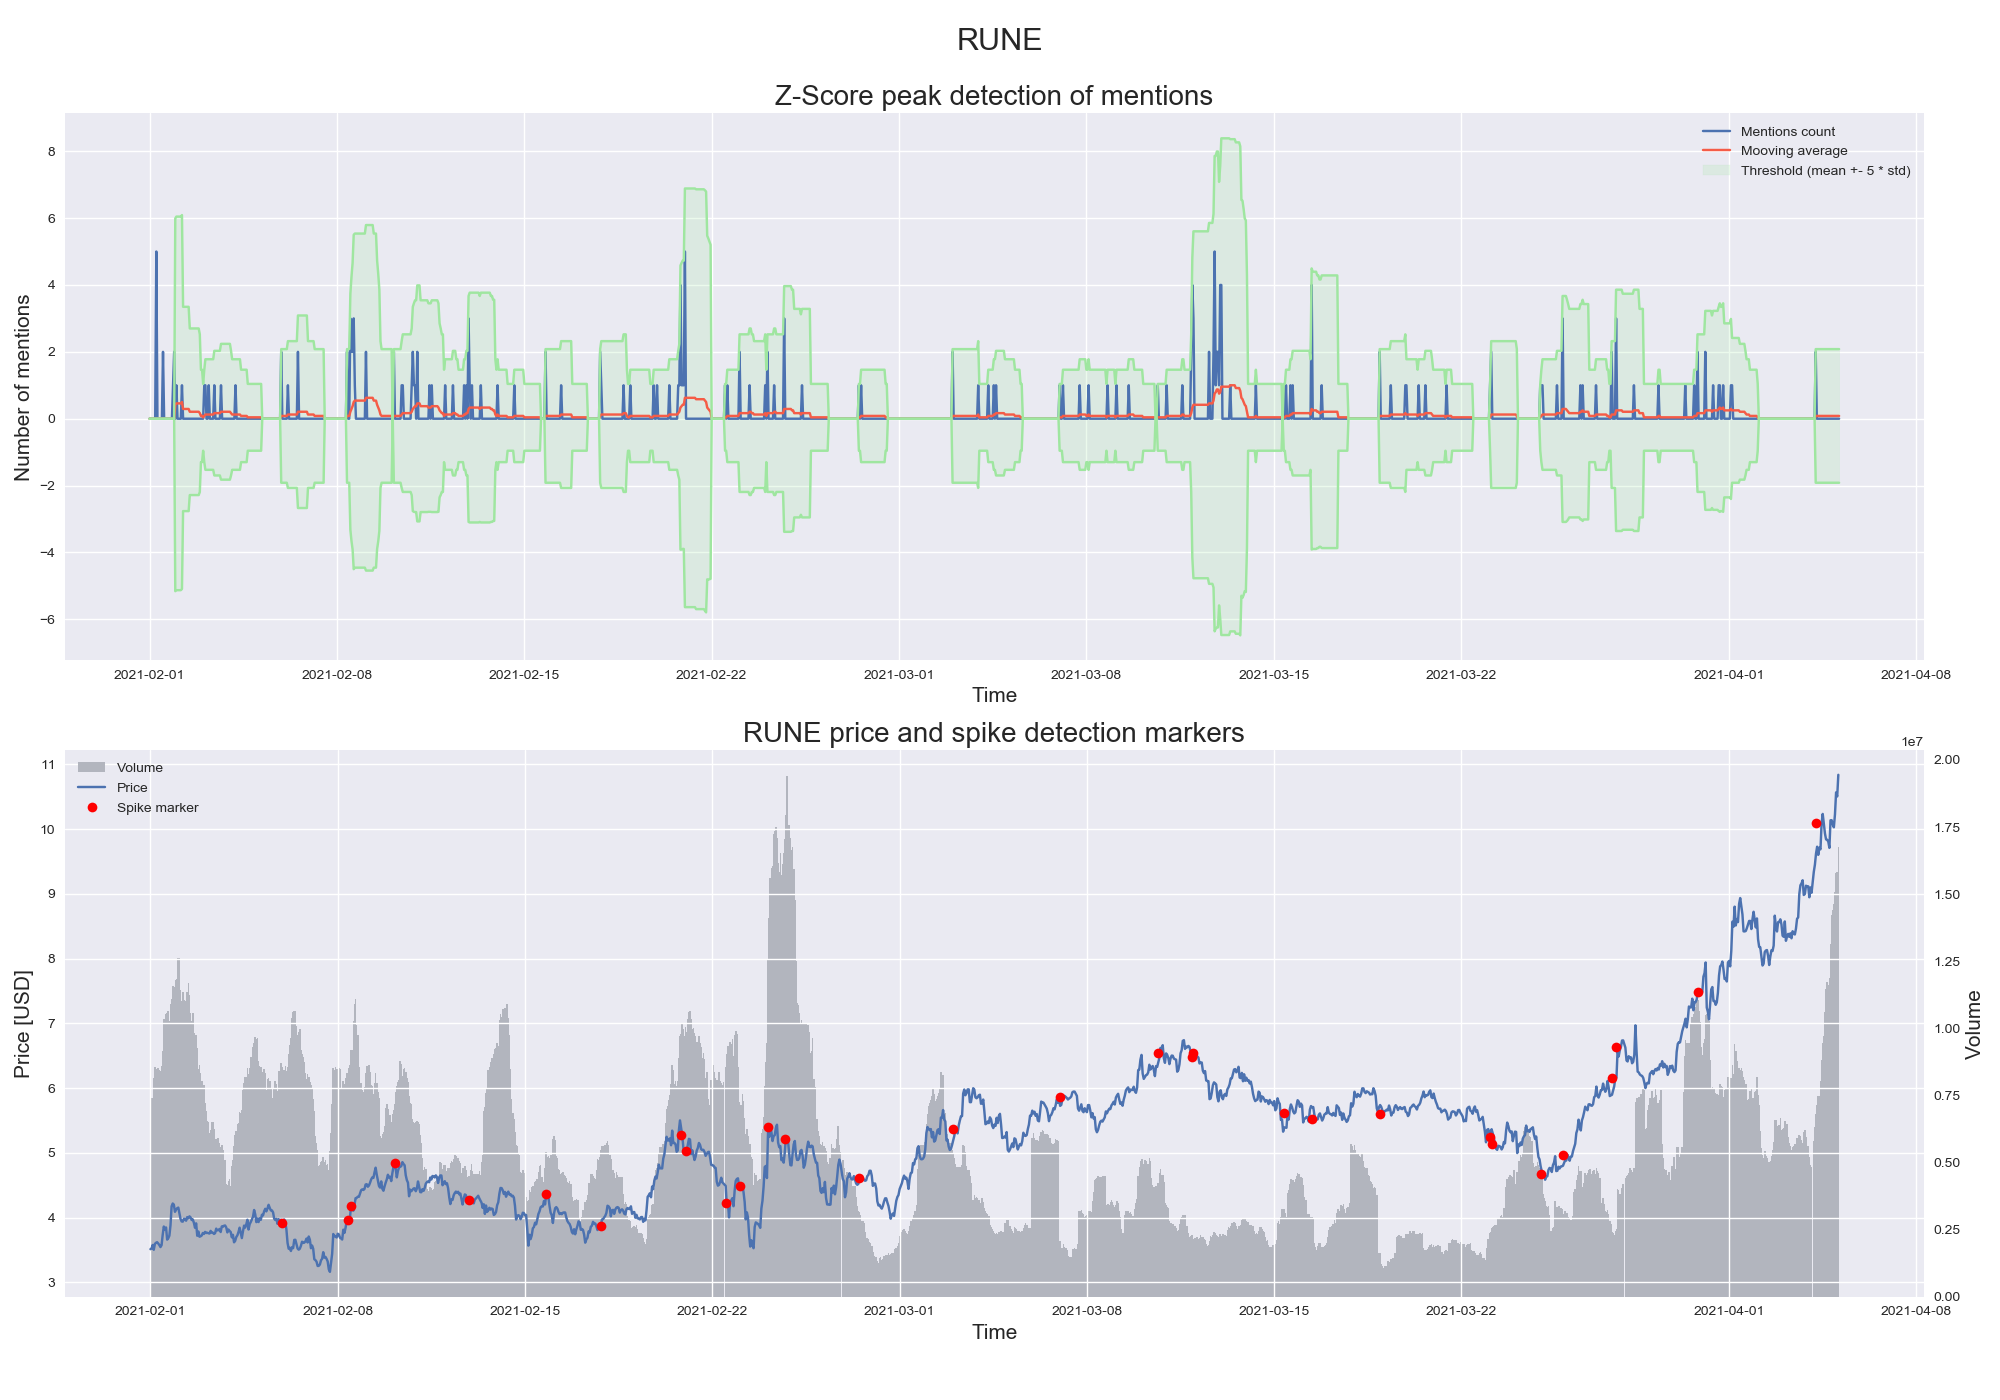 RUNE
Z-Score peak detection of mentions
Mentions count
Mooving average
Threshold (mean +- 5 * std)
Number of mentions
8
6
4
2
0
−2
−4
−6
2021-02-01 2021-02-08 2021-02-15 2021-02-22 2021-03-01 2021-03-08 2021-03-15 2021-03-22 2021-04-01 2021-04-08
Time
RUNE price and spike detection markers
1e7
Volume
Price
Spike marker
Price [USD]
11
10
9
8
7
6
5
4
3
2.00
1.75
1.50
1.25
1.00
0.75
0.50
0.25
0.00
Volume
2021-02-01 2021-02-08 2021-02-15 2021-02-22 2021-03-01 2021-03-08 2021-03-15 2021-03-22 2021-04-01 2021-04-08
Time